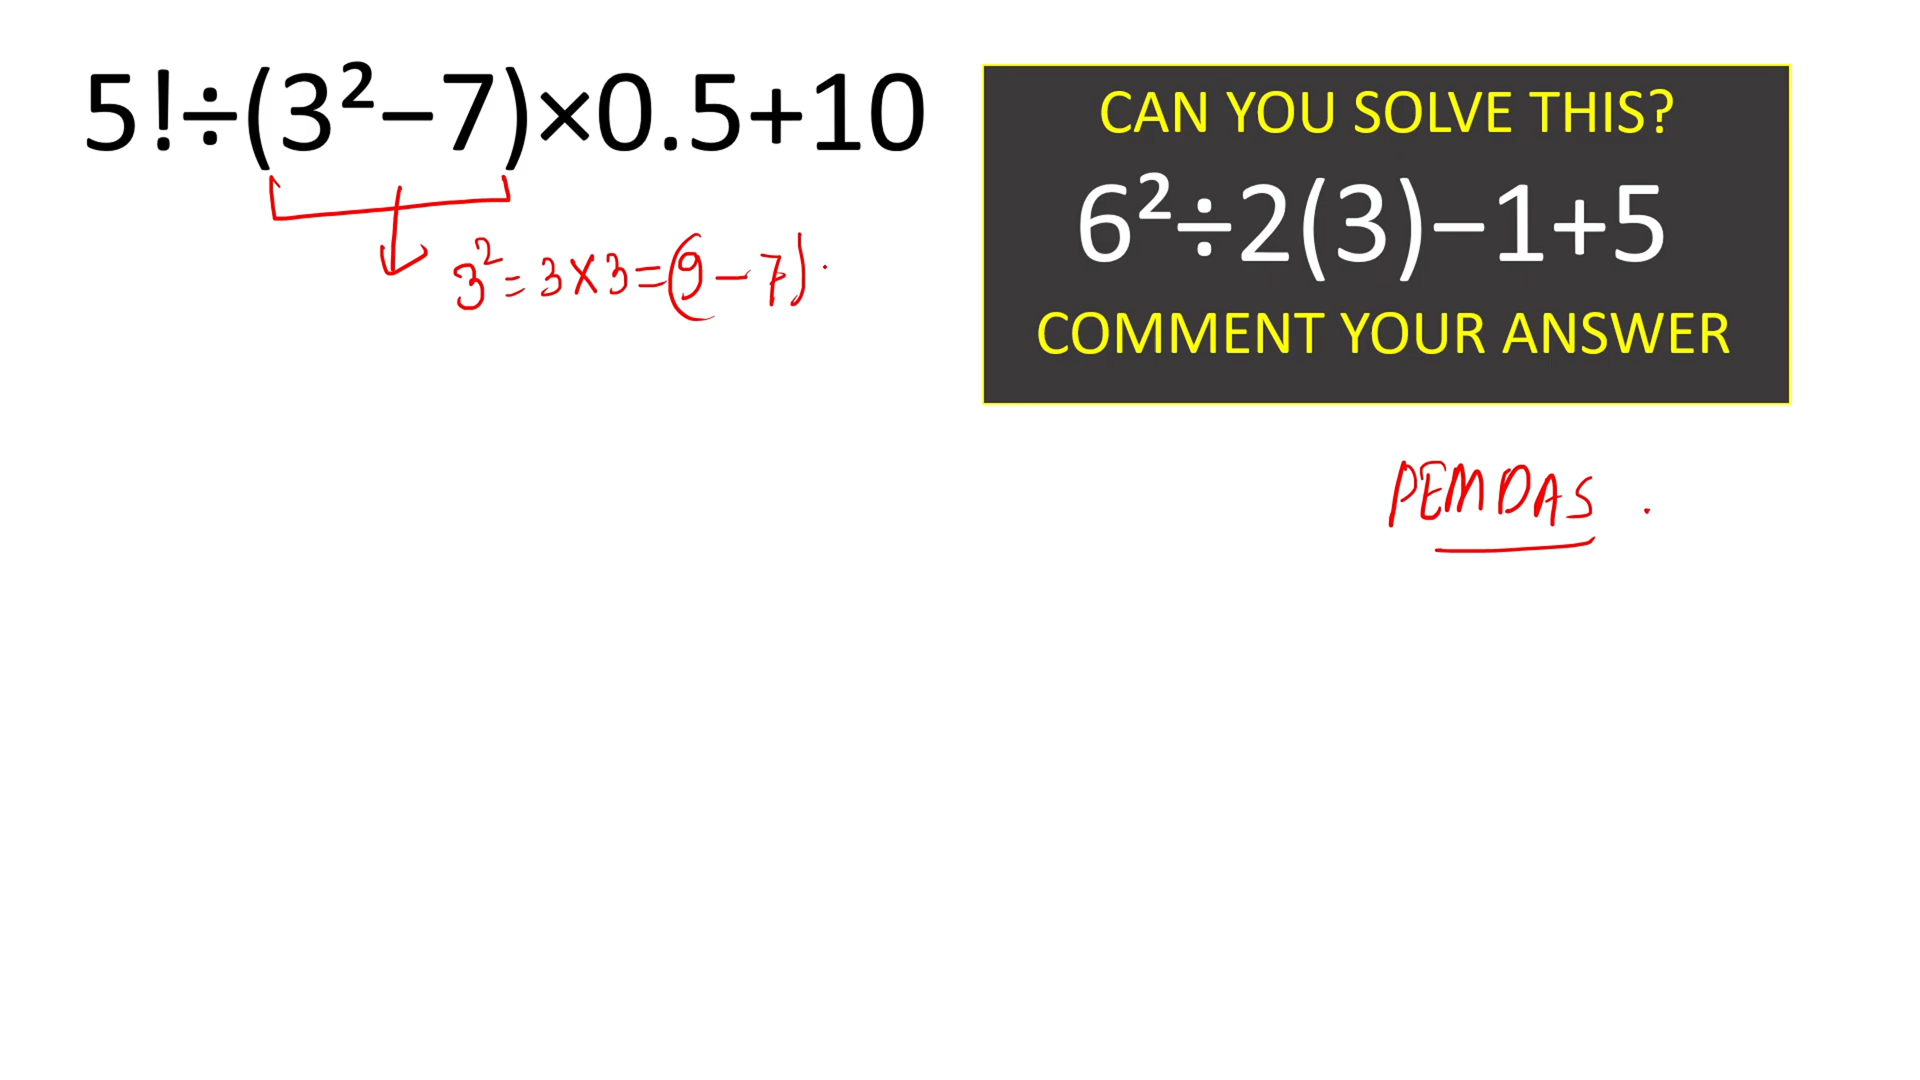 5!÷(3²−7)×0.5+10
3² = 3 × 3 = (9 − 7)
CAN YOU SOLVE THIS?
6²÷2(3)−1+5
COMMENT YOUR ANSWER
PEMDAS .